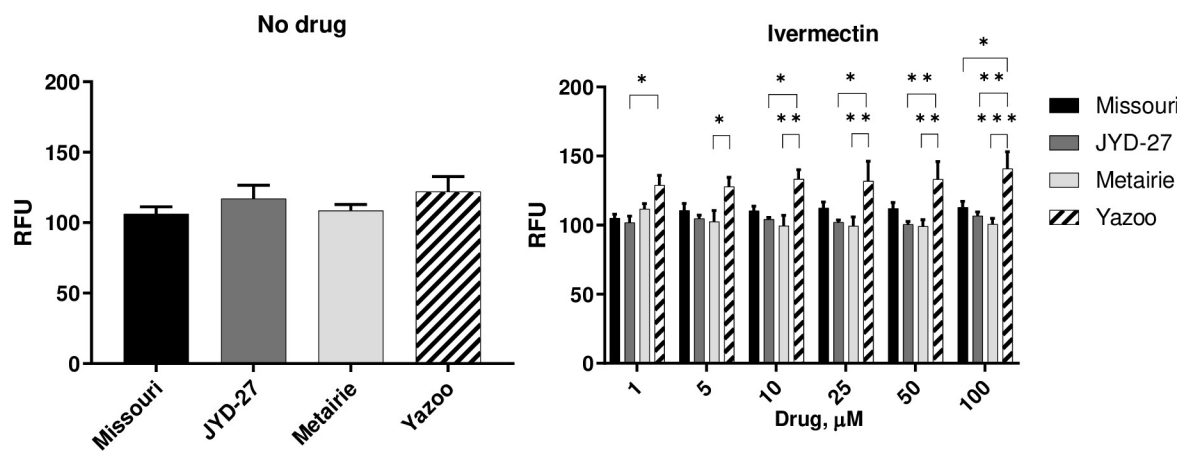 No drug
RFU
200
150
100
50
0
Missouri
JYD-27
Metairie
Yazoo
Ivermectin
RFU
200
150
100
50
0
*
*
*
**
*
**
**
**
*
**
***
1
5
10
25
50
100
Drug, μM
Missouri
JYD-27
Metairie
Yazoo